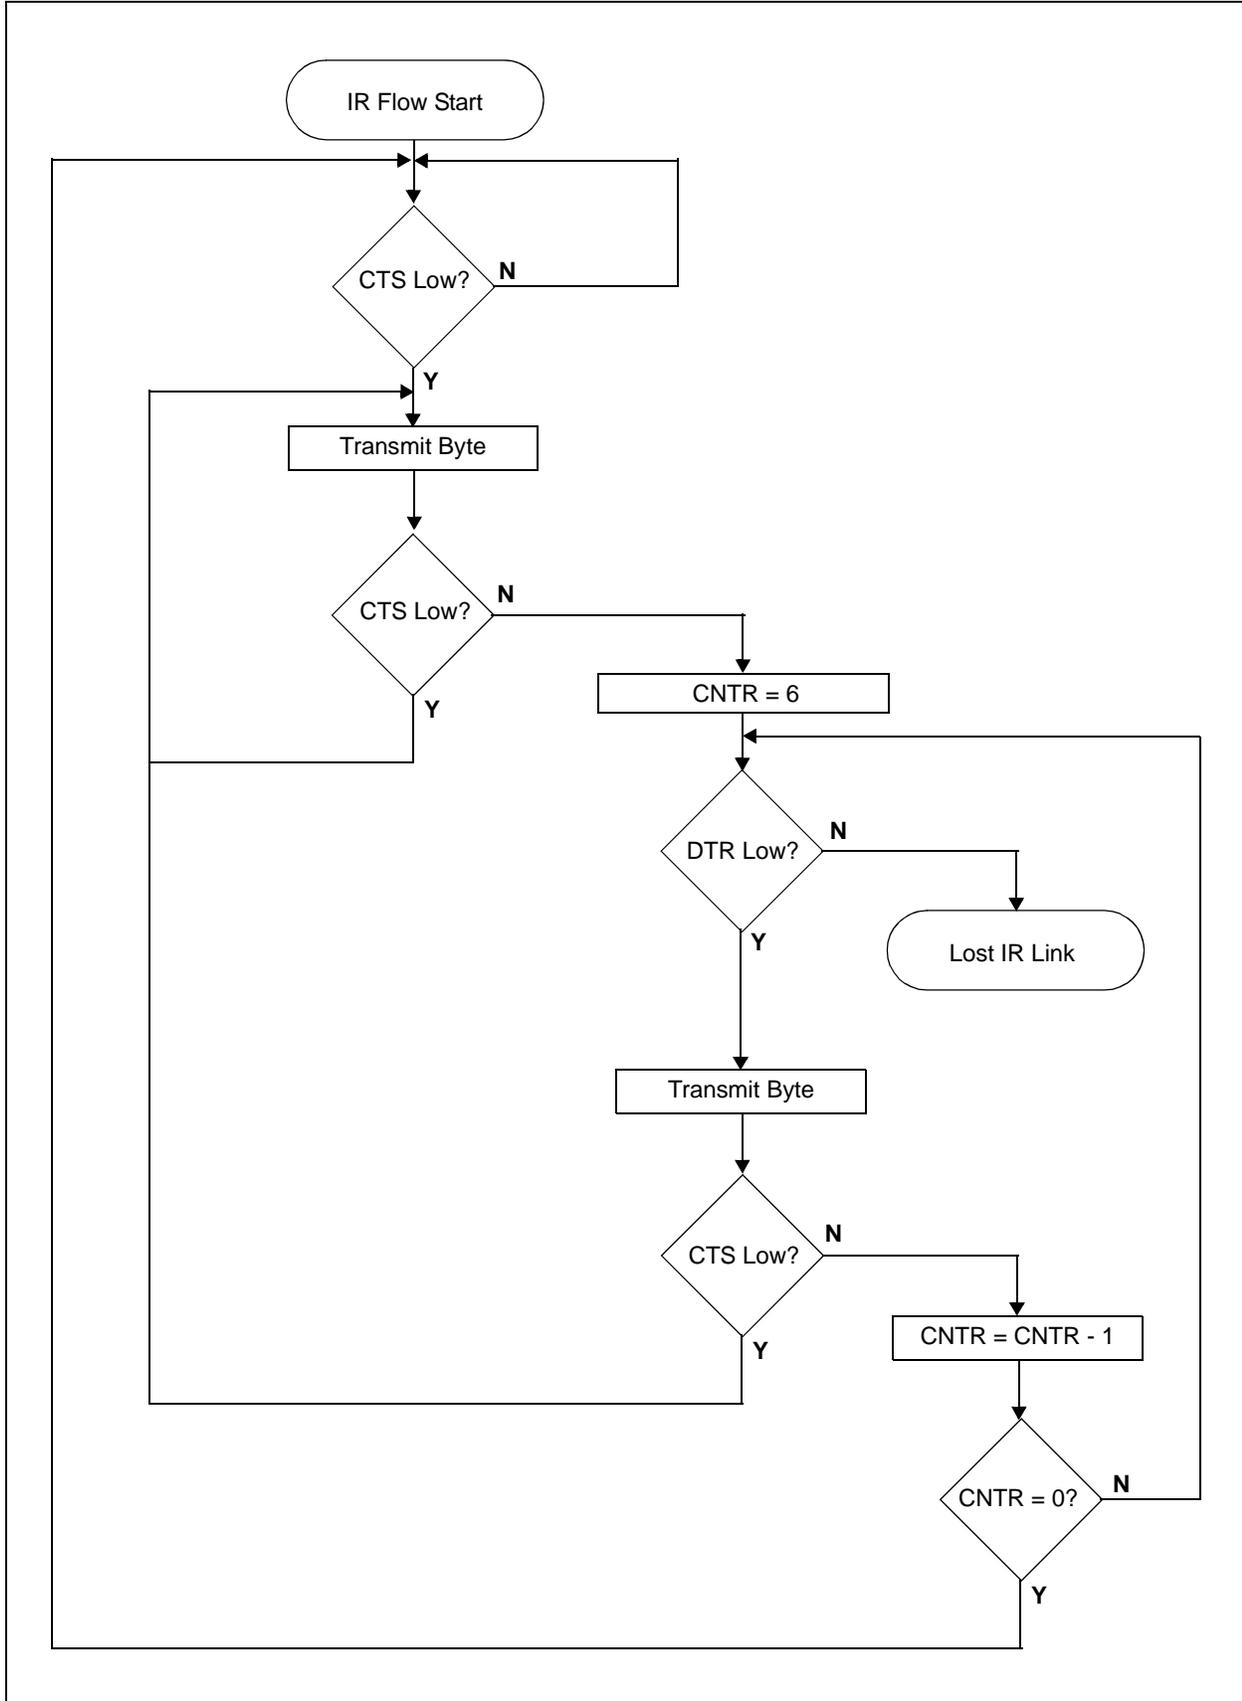 IR Flow Start
CTS Low?
N
Y
Transmit Byte
CTS Low?
N
Y
CNTR = 6
DTR Low?
N
Y
Lost IR Link
Transmit Byte
CTS Low?
N
Y
CNTR = CNTR - 1
CNTR = 0?
N
Y